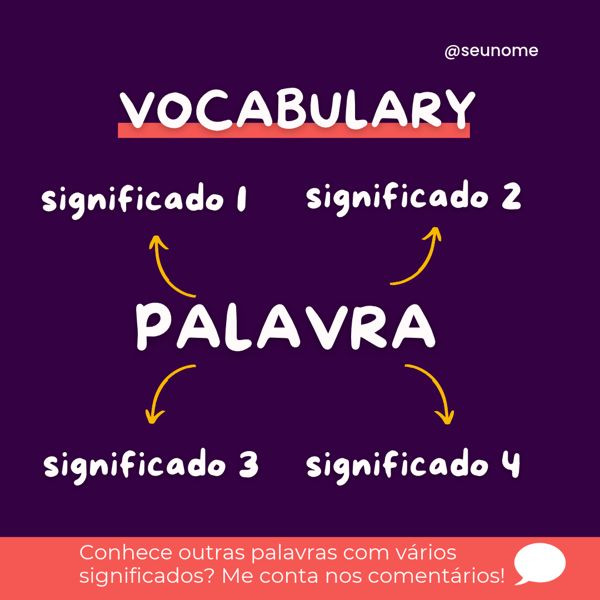 @seunome
VOCABULARY
significado 1
significado 2
PALAVRA
significado 3
significado 4
Conhece outras palavras com vários
significados? Me conta nos comentários!